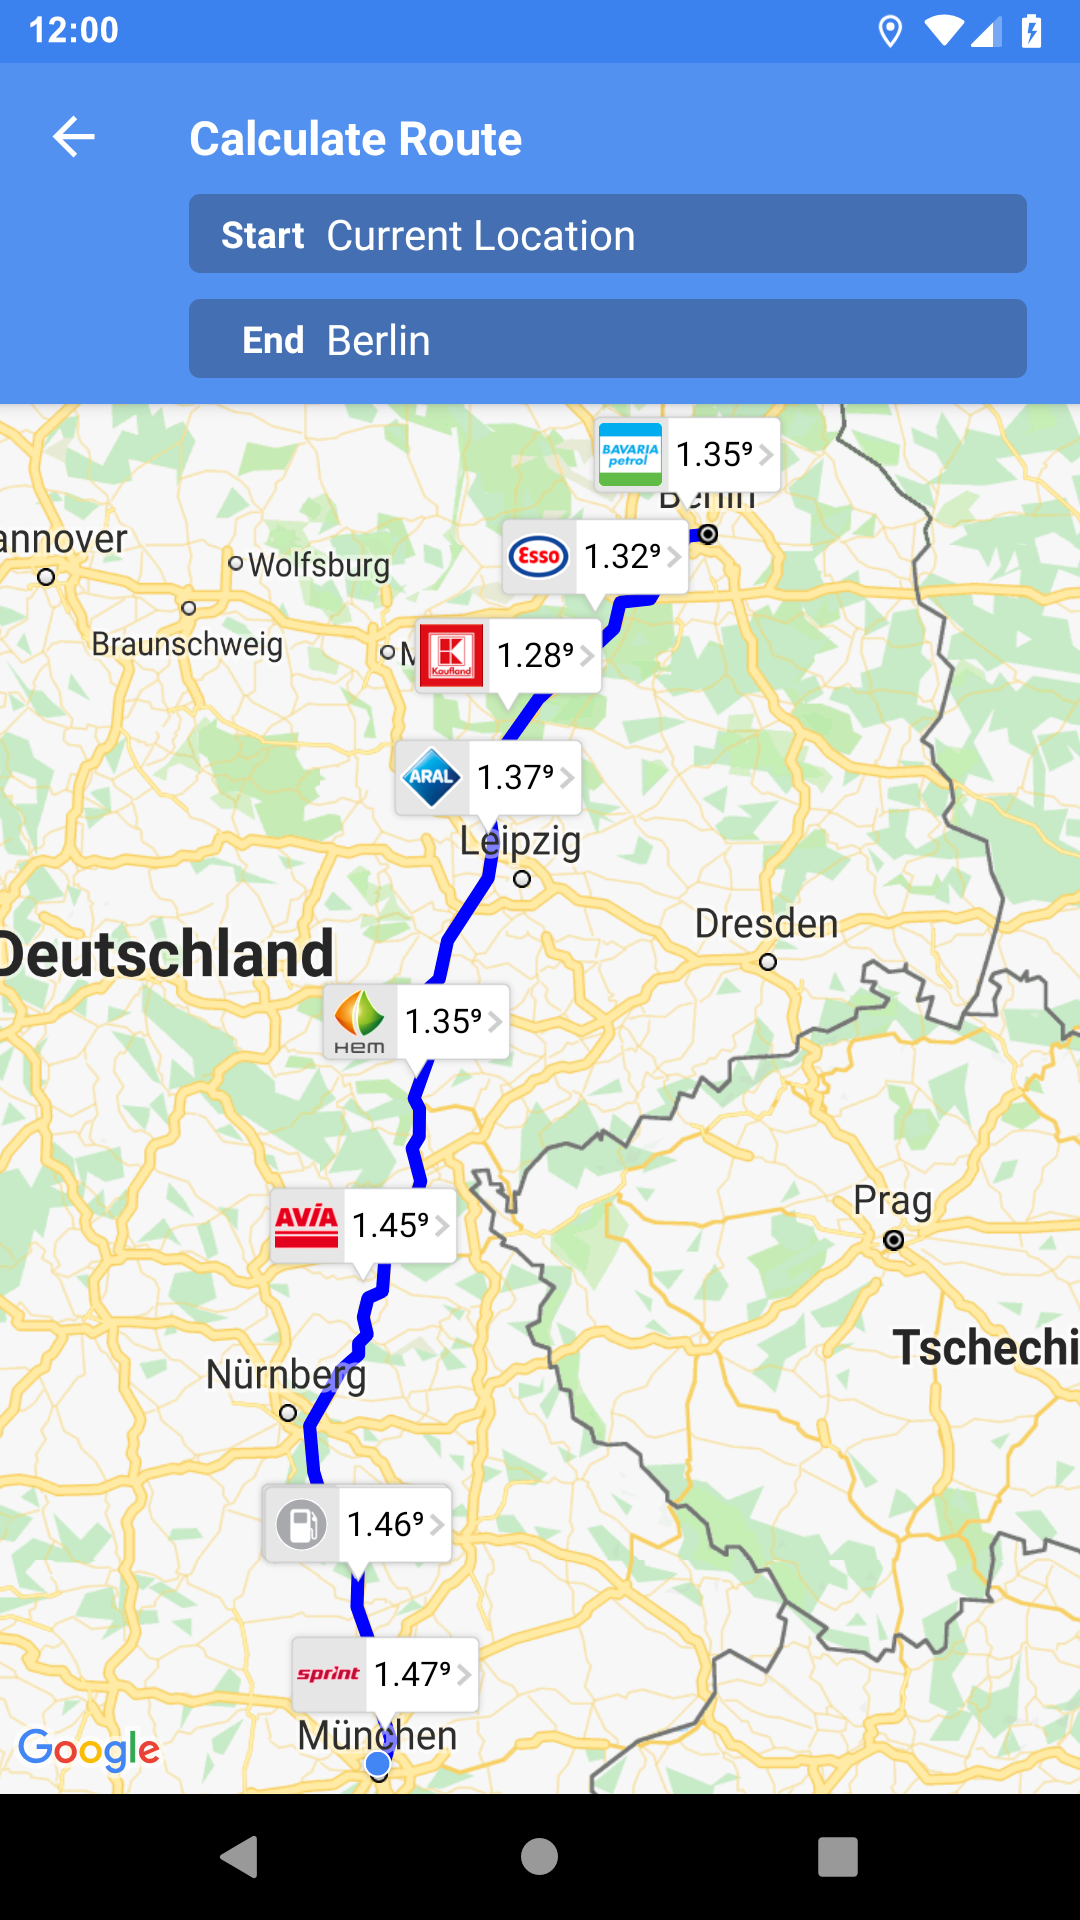 12:00
Calculate Route
Start Current Location
End Berlin
BAVARIA petrol 1.35⁹
Berlin
annover
Esso 1.32⁹
Wolfsburg
Braunschweig
M
Kaufland 1.28⁹
ARAL 1.37⁹
Leipzig
Dresden
Deutschland
HEM 1.35⁹
Prag
AVIA 1.45⁹
Tschechi
Nürnberg
1.46⁹
sprint 1.47⁹
München
Google